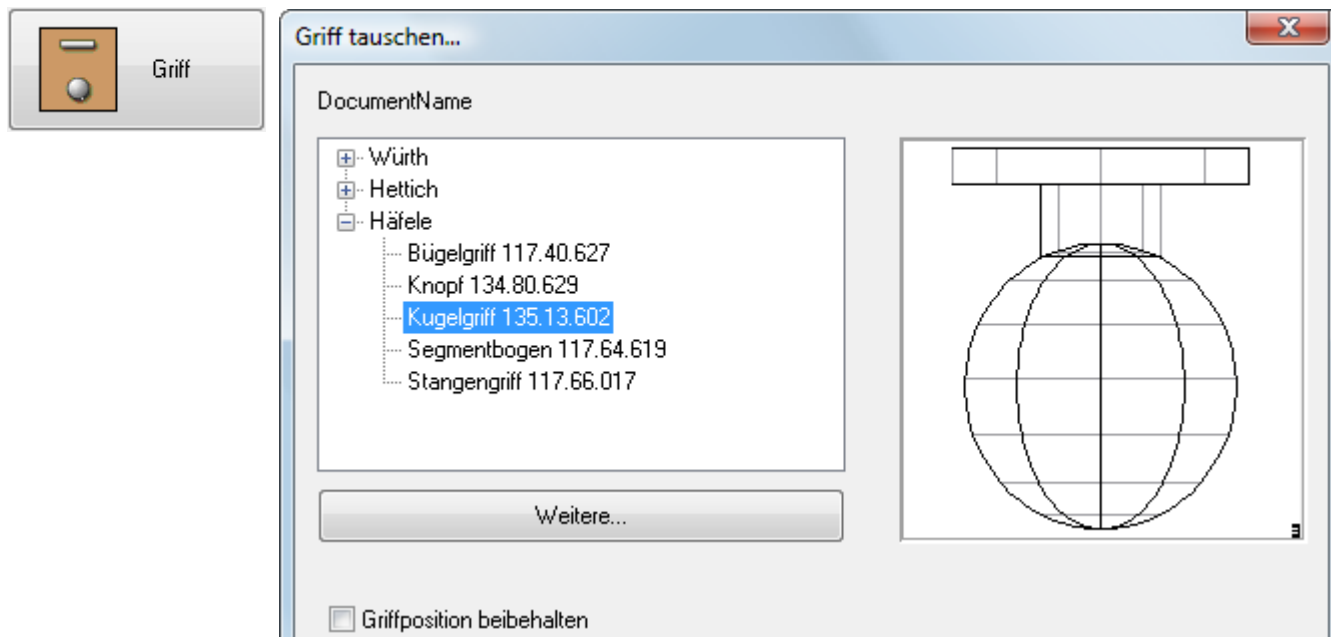 Griff
Griff tauschen...
DocumentName
Würth
Hettich
Häfele
Bügelgriff 117.40.627
Knopf 134.80.629
Kugelgriff 135.13.602
Segmentbogen 117.64.619
Stangengriff 117.66.017
Weitere...
Griffposition beibehalten